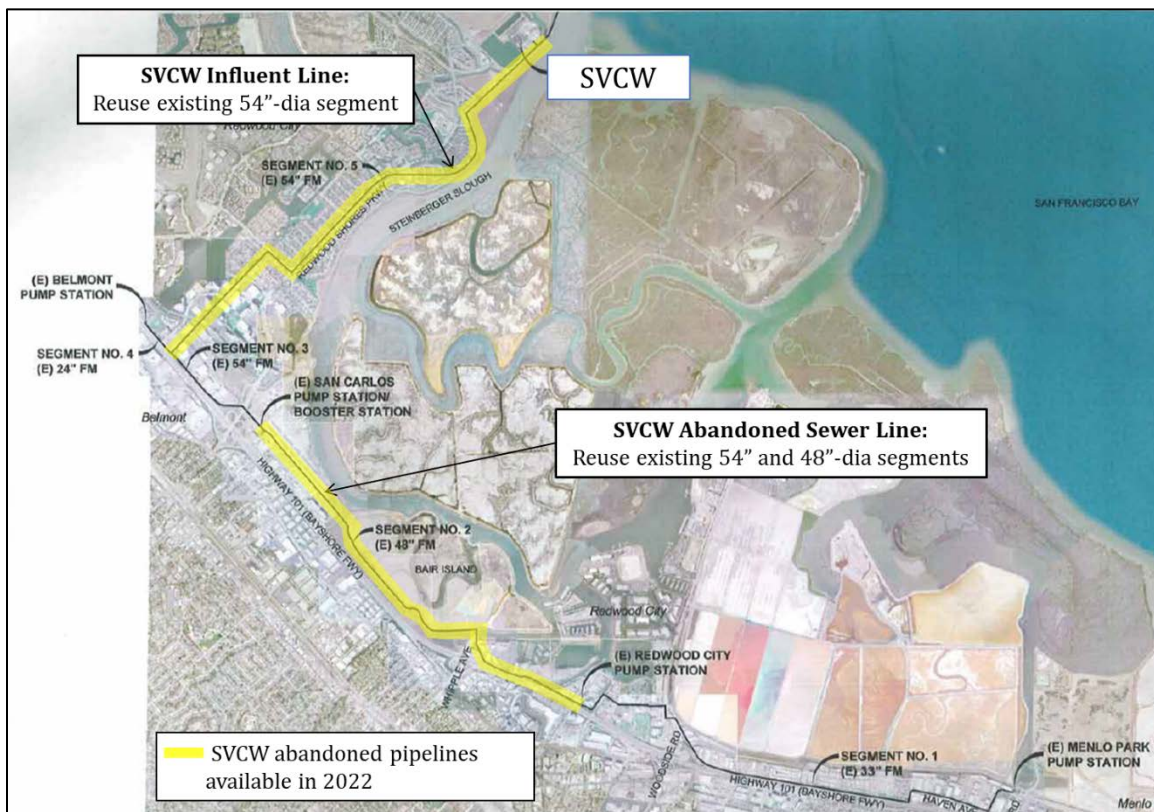 SVCW Influent Line:
Reuse existing 54"-dia segment
SVCW
Redwood City
SEGMENT NO. 5
(E) 54" FM
REDWOOD SHORES PKWY
STEINBERGER SLOUGH
SAN FRANCISCO BAY
(E) BELMONT
PUMP STATION
SEGMENT NO. 4
(E) 24" FM
SEGMENT NO. 3
(E) 54" FM
Belmont
(E) SAN CARLOS
PUMP STATION/
BOOSTER STATION
SVCW Abandoned Sewer Line:
Reuse existing 54" and 48"-dia segments
HIGHWAY 101 (BAYSHORE FWY)
SEGMENT NO. 2
(E) 48" FM
BAIR ISLAND
Redwood City
WHIPPLE AVE
(E) REDWOOD CITY
PUMP STATION
SVCW abandoned pipelines
available in 2022
WOODSIDE RD
SEGMENT NO. 1
(E) 33" FM
HIGHWAY 101 (BAYSHORE FWY)
HAVEN AVE
(E) MENLO PARK
PUMP STATION
Menlo